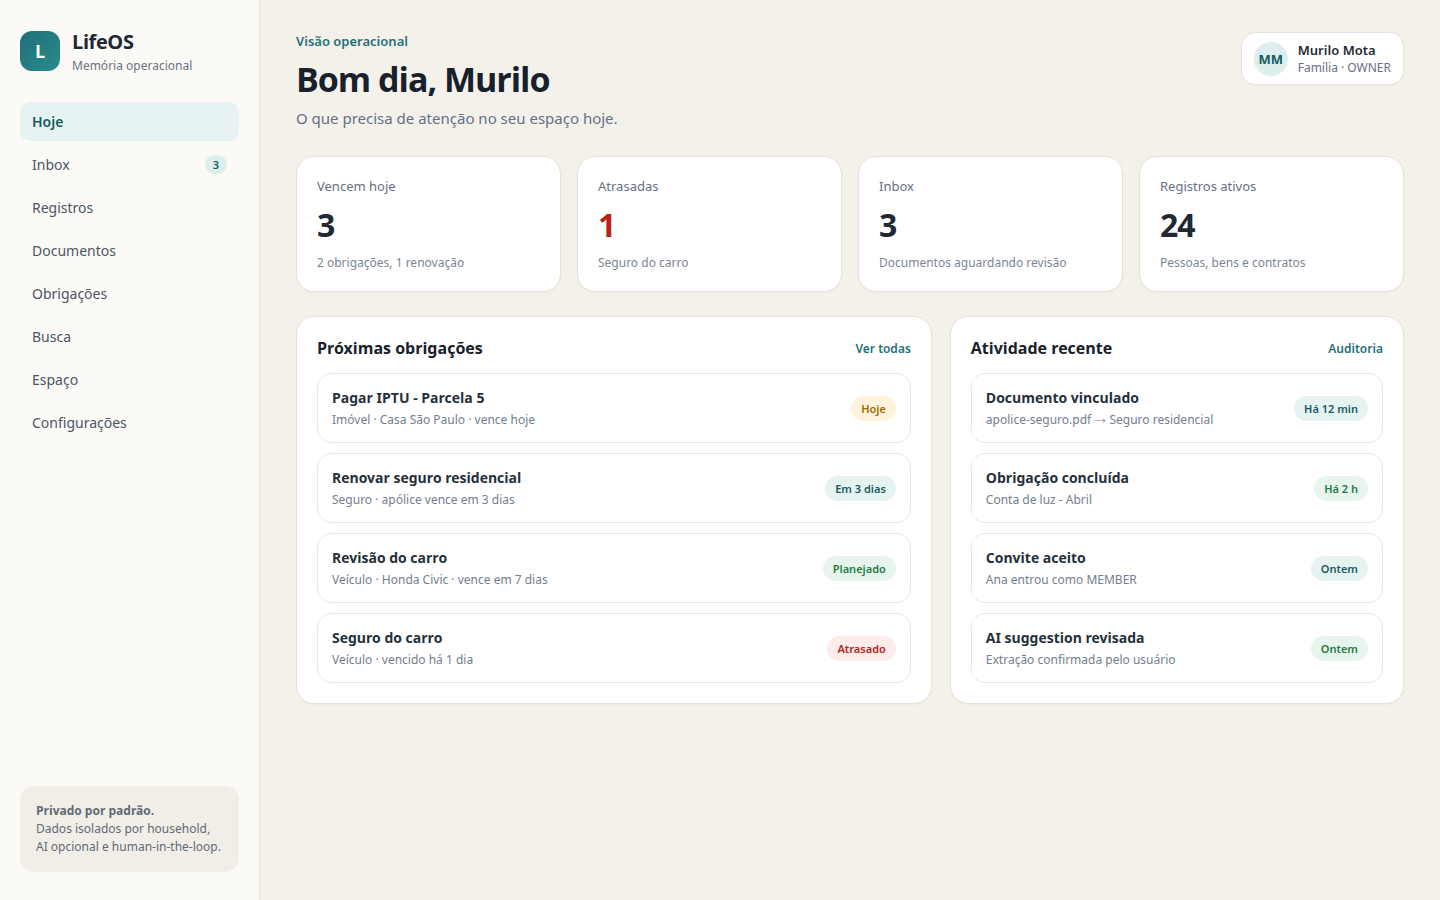 L
LifeOS
Memória operacional
Hoje
Inbox
3
Registros
Documentos
Obrigações
Busca
Espaço
Configurações
Privado por padrão.
Dados isolados por household,
AI opcional e human-in-the-loop.
Visão operacional
Bom dia, Murilo
O que precisa de atenção no seu espaço hoje.
MM
Murilo Mota
Família · OWNER
Vencem hoje
3
2 obrigações, 1 renovação
Atrasadas
1
Seguro do carro
Inbox
3
Documentos aguardando revisão
Registros ativos
24
Pessoas, bens e contratos
Próximas obrigações
Ver todas
Pagar IPTU - Parcela 5
Imóvel · Casa São Paulo · vence hoje
Hoje
Renovar seguro residencial
Seguro · apólice vence em 3 dias
Em 3 dias
Revisão do carro
Veículo · Honda Civic · vence em 7 dias
Planejado
Seguro do carro
Veículo · vencido há 1 dia
Atrasado
Atividade recente
Auditoria
Documento vinculado
apolice-seguro.pdf → Seguro residencial
Há 12 min
Obrigação concluída
Conta de luz - Abril
Há 2 h
Convite aceito
Ana entrou como MEMBER
Ontem
AI suggestion revisada
Extração confirmada pelo usuário
Ontem